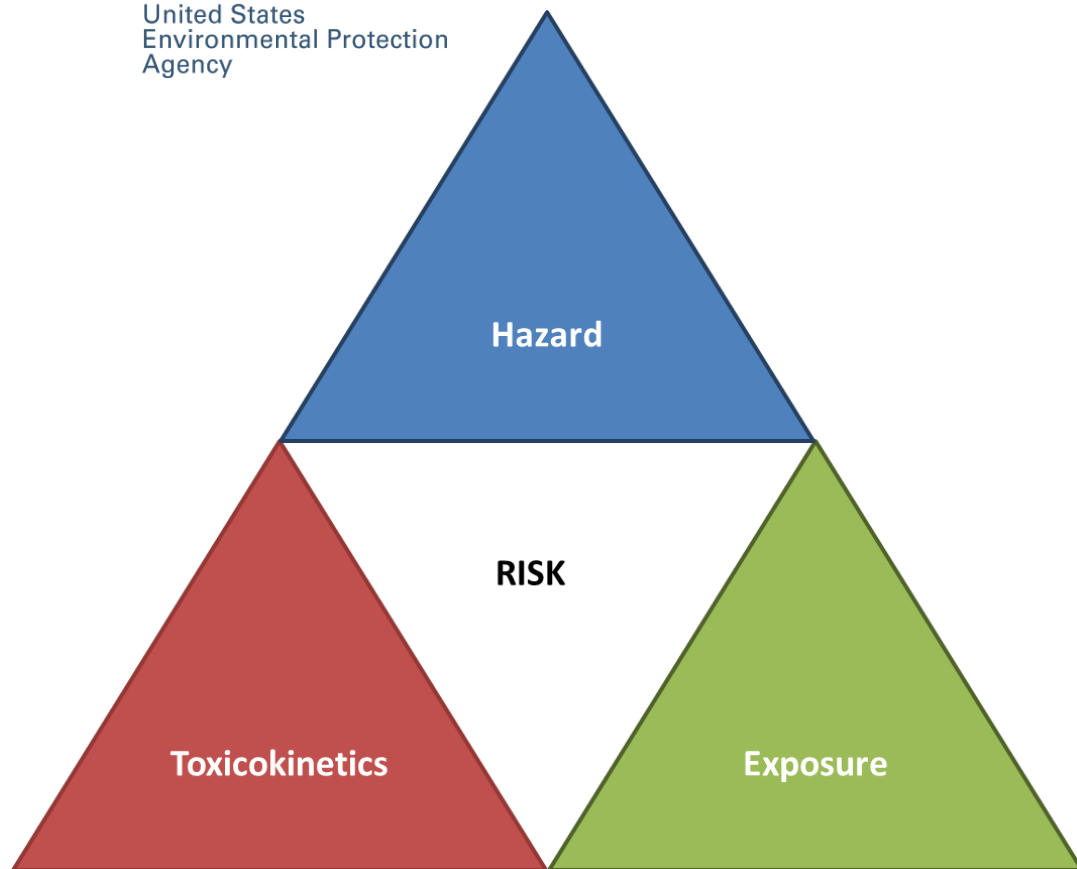 United States
Environmental Protection
Agency
Hazard
RISK
Toxicokinetics
Exposure